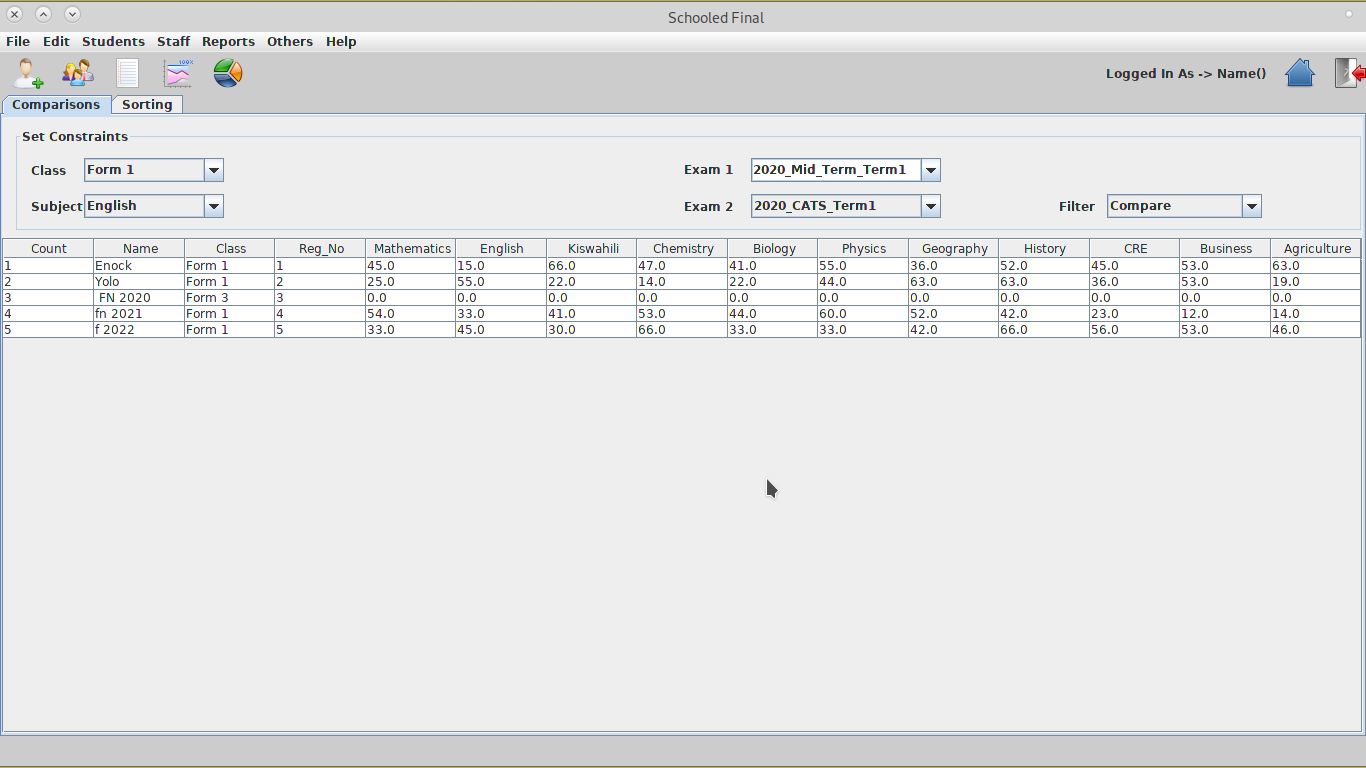 Schooled Final
File Edit Students Staff Reports Others Help
100X
Logged In As -> Name()
Comparisons Sorting
Set Constraints
Class Form 1 Exam 1 2020_Mid_Term_Term1
Subject English Exam 2 2020_CATS_Term1 Filter Compare
Count Name Class Reg_No Mathematics English Kiswahili Chemistry Biology Physics Geography History CRE Business Agriculture
1 Enock Form 1 1 45.0 15.0 66.0 47.0 41.0 55.0 36.0 52.0 45.0 53.0 63.0
2 Yolo Form 1 2 25.0 55.0 22.0 14.0 22.0 44.0 63.0 63.0 36.0 53.0 19.0
3 FN 2020 Form 3 3 0.0 0.0 0.0 0.0 0.0 0.0 0.0 0.0 0.0 0.0 0.0
4 fn 2021 Form 1 4 54.0 33.0 41.0 53.0 44.0 60.0 52.0 42.0 23.0 12.0 14.0
5 f 2022 Form 1 5 33.0 45.0 30.0 66.0 33.0 33.0 42.0 66.0 56.0 53.0 46.0